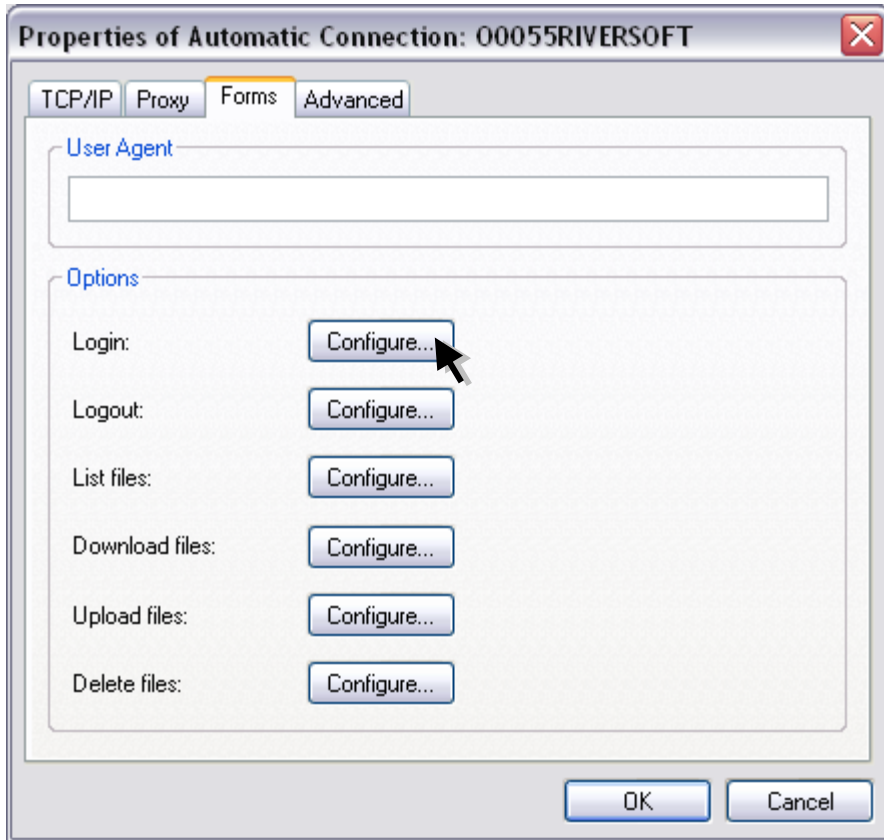 Properties of Automatic Connection: O0055RIVERSOFT
TCP/IP Proxy Forms Advanced
User Agent
Options
Login: Configure...
Logout: Configure...
List files: Configure...
Download files: Configure...
Upload files: Configure...
Delete files: Configure...
OK Cancel